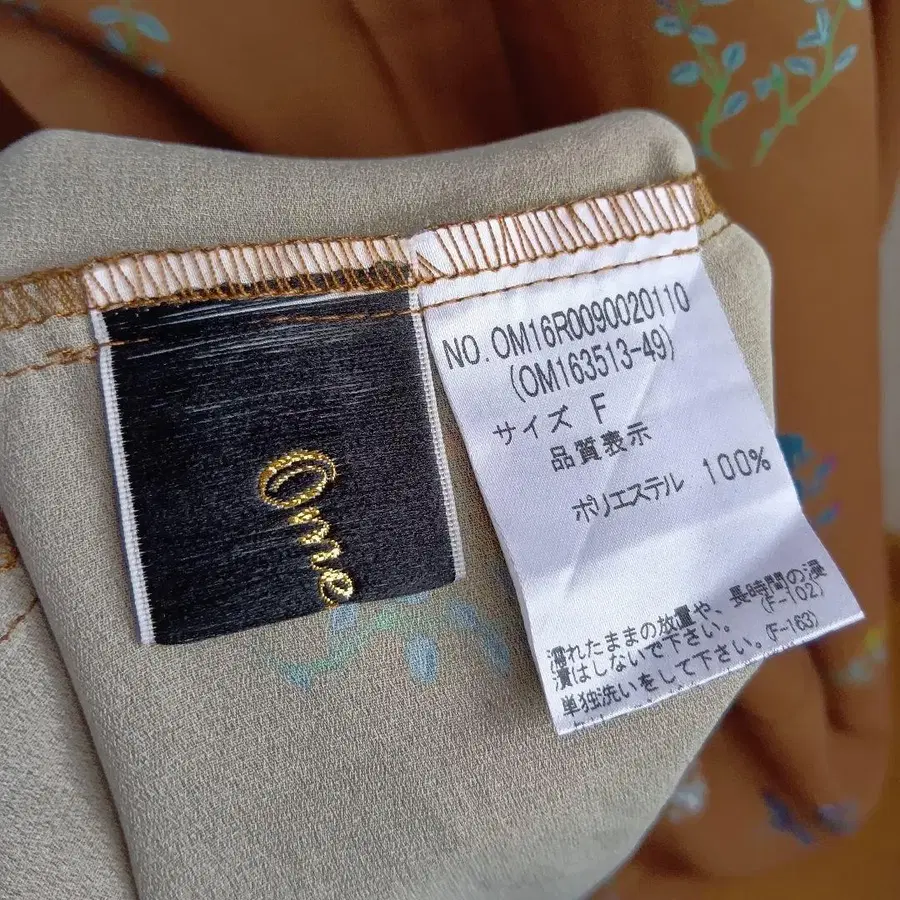 Ome
NO. OM16R0090020110
(OM163513-49)
サイズ F
品質表示
ポリエステル 100%
濡れたままの放置や、長時間の浸
(F-102)
漬はしないで下さい。
(F-163)
単独洗いをして下さい。